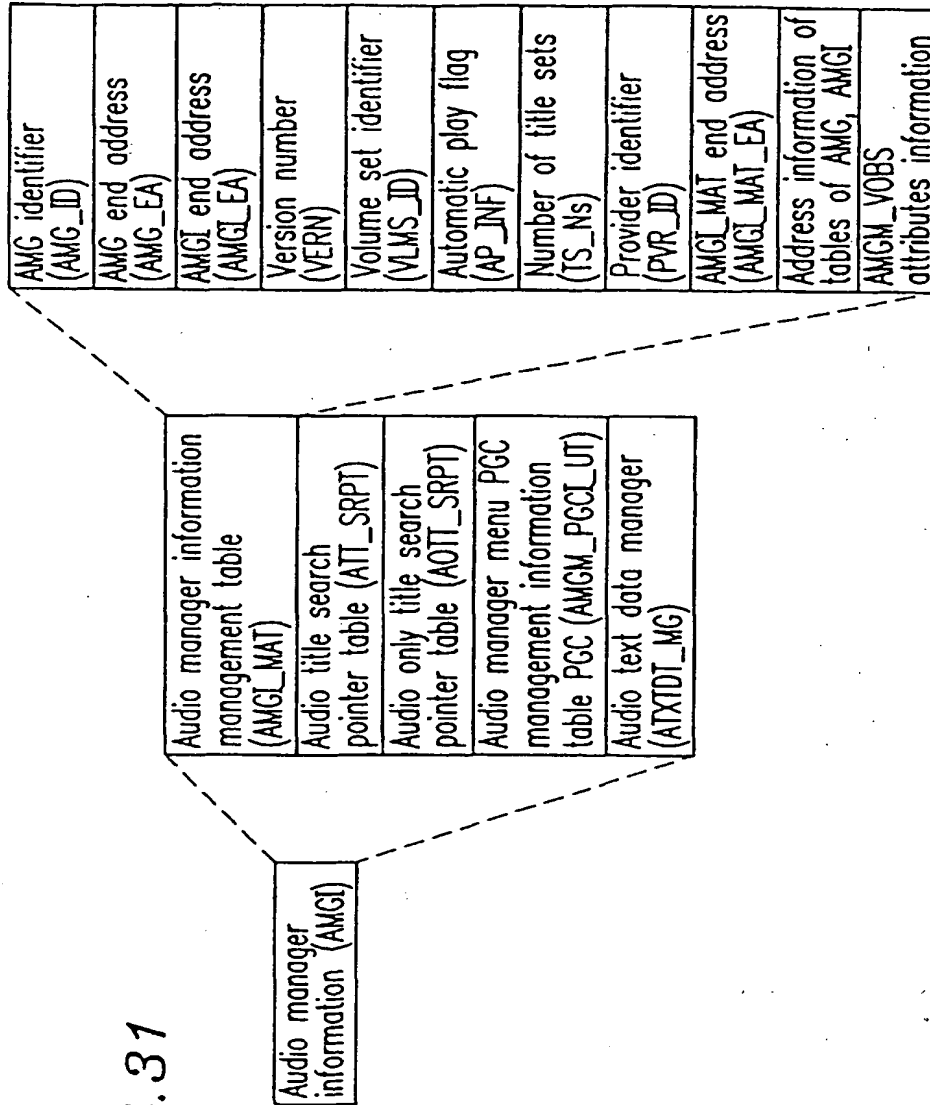 .31
Audio manager
information (AMGI)
Audio manager information
management table
(AMGI_MAT)
Audio title search
pointer table (ATT_SRPT)
Audio only title search
pointer table (AOTT_SRPT)
Audio manager menu PGC
management information
table PGC (AMGM_PGCI_UT)
Audio text data manager
(ATXTDT_MG)
AMG identifier
(AMG_ID)
AMG end address
(AMG_EA)
AMGI end address
(AMGI_EA)
Version number
(VERN)
Volume set identifier
(VLMS_ID)
Automatic play flag
(AP_INF)
Number of title sets
(TS_Ns)
Provider identifier
(PVR_ID)
AMGI_MAT end address
(AMGI_MAT_EA)
Address information of
tables of AMG, AMGI
AMGM_VOBS
attributes information